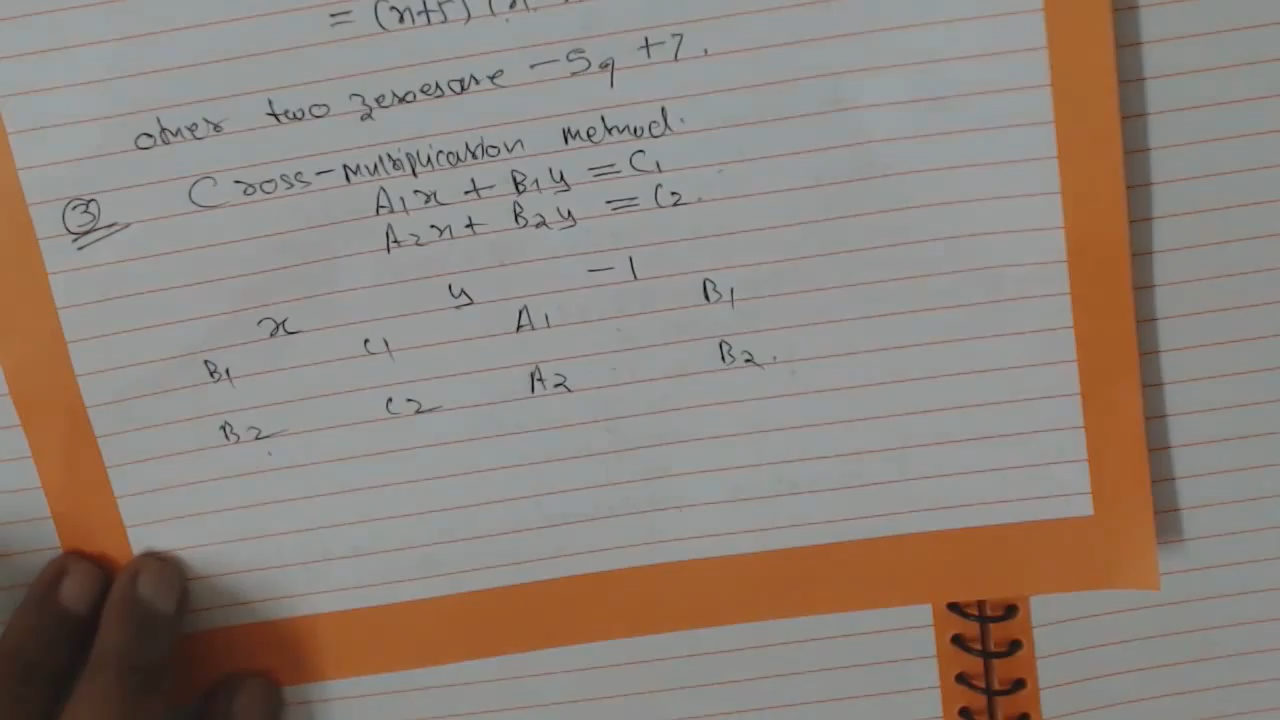 = (x+5) (x
other two zeroes are -5 q +7.
③ Cross-multiplication method.
A1x + B1y = C1
A2x + B2y = C2.
x y -1
B1 C1 A1 B1
B2 C2 A2 B2.